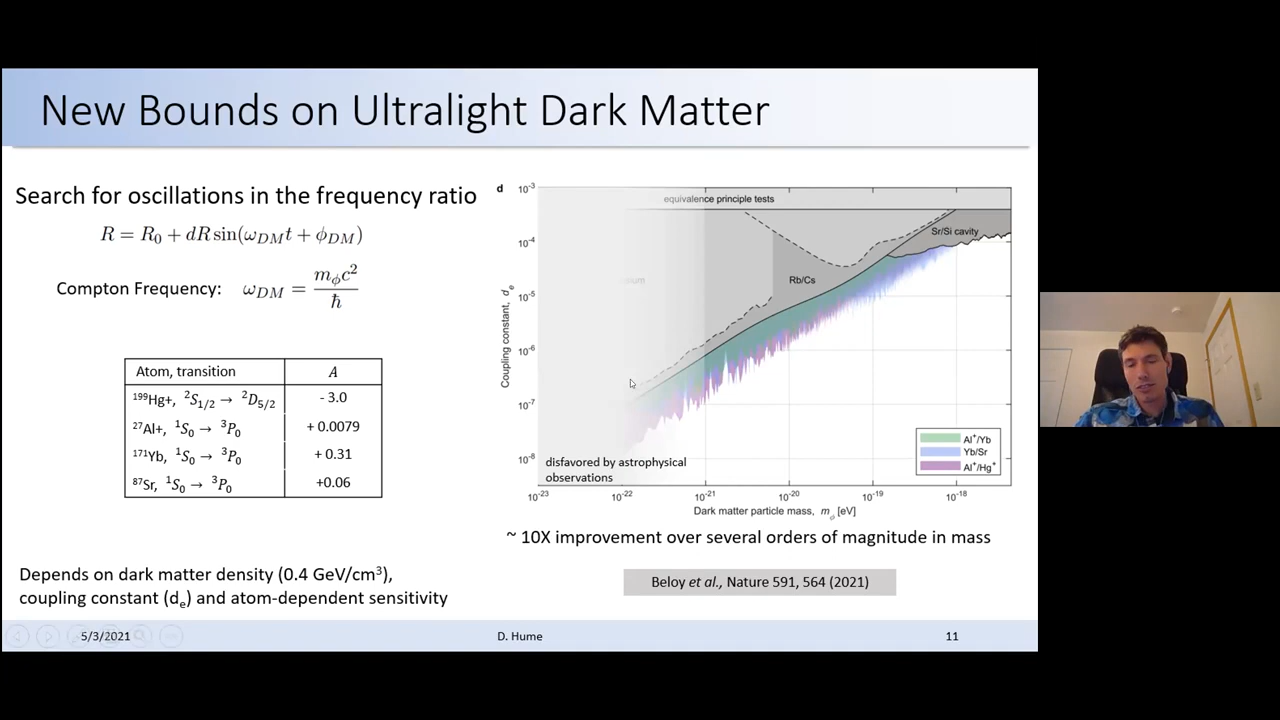 New Bounds on Ultralight Dark Matter
Search for oscillations in the frequency ratio
R = R₀ + dR sin(ω_DM t + ϕ_DM)
Compton Frequency: ω_DM = m_ϕ c² / ħ
Atom, transition A
¹⁹⁹Hg+, ²S₁/₂ → ²D₅/₂ - 3.0
²⁷Al+, ¹S₀ → ³P₀ + 0.0079
¹⁷¹Yb, ¹S₀ → ³P₀ + 0.31
⁸⁷Sr, ¹S₀ → ³P₀ +0.06
Depends on dark matter density (0.4 GeV/cm³),
coupling constant (dₑ) and atom-dependent sensitivity
d
equivalence principle tests
Sr/Si cavity
Rb/Cs
Coupling constant, dₑ
10⁻³
10⁻⁴
10⁻⁵
10⁻⁶
10⁻⁷
10⁻⁸
disfavored by astrophysical
observations
Al⁺/Yb
Yb/Sr
Al⁺/Hg⁺
10⁻²³ 10⁻²² 10⁻²¹ 10⁻²⁰ 10⁻¹⁹ 10⁻¹⁸
Dark matter particle mass, m_ϕ [eV]
~ 10X improvement over several orders of magnitude in mass
Beloy et al., Nature 591, 564 (2021)
5/3/2021 D. Hume 11